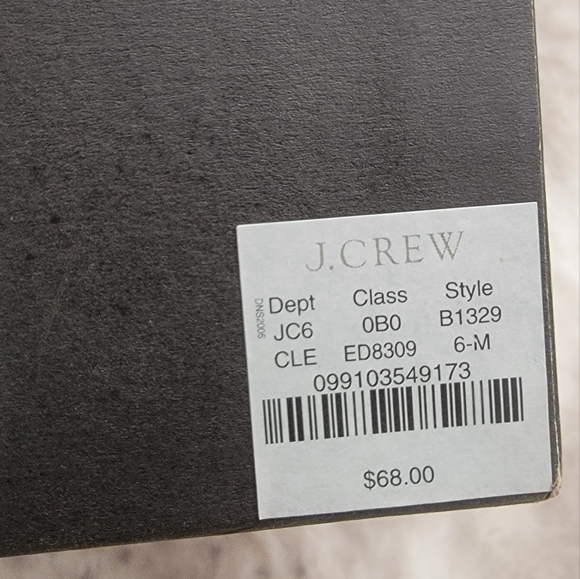 J.CREW
Dept Class Style
JC6 0B0 B1329
CLE ED8309 6-M
DNS2006
099103549173
$68.00